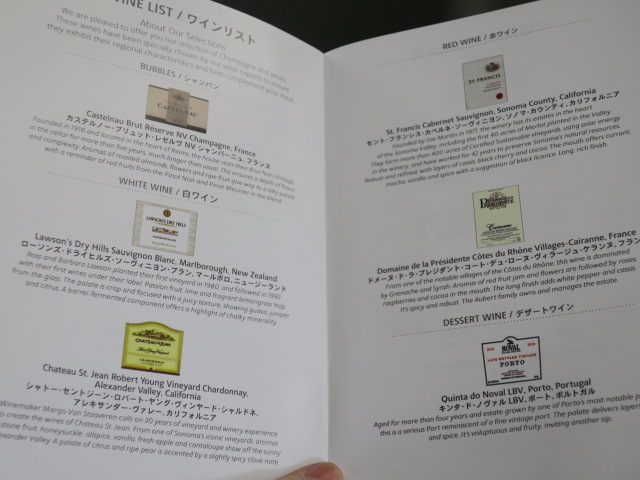 WINE LIST / ワインリスト
About Our Selections
We are pleased to offer you our selection of Champagne and wines.
These wines have been specially chosen by our wine experts to ensure
they exhibit their regional characteristics and best complement your meal.
BUBBLES / シャンパン
CASTELNAU
Castelnau Brut Réserve NV Champagne, France
カステルノー・ブリュット・レゼルヴ NV シャンパーニュ, フランス
Founded in 1916 and located in the heart of Reims, the house rests their Brut Non-Vintage
in the cellar for more than five years, much longer than usual. This ensures a depth of flavors
and complexity. Aromas of roasted almonds, flowers and ripe fruit give way to a silky palate
with a reminder of red fruits from the Pinot Noir and Pinot Meunier in the blend
WHITE WINE / 白ワイン
LAWSON'S DRY HILLS
Lawson's Dry Hills Sauvignon Blanc, Marlborough, New Zealand
ローソンズ・ドライヒルズ・ソーヴィニヨン・ブラン, マールボロ, ニュージーランド
Ross and Barbara Lawson planted their first vineyard in 1980, and followed in 1992
with their first wines under their label. Passion fruit, lime and fragrant lemongrass leap
from the glass. The palate is crisp and focused with a juicy texture, showing guava, juniper
and citrus. A barrel-fermented component offers a highlight of chalky minerality.
CHATEAU ST. JEAN
Robert Young Vineyard
CHARDONNAY
Chateau St. Jean Robert Young Vineyard Chardonnay,
Alexander Valley, California
シャトー・セントジーン・ロバート・ヤング・ヴィンヤード・シャルドネ,
アレキサンダー・ヴァレー, カリフォルニア
Winemaker Margo Van Staaveren calls on 30 years of vineyard and winery experience
to create the wines of Chateau St. Jean. From one of Sonoma's iconic vineyards, aromas
stone fruit, honeysuckle, allspice, vanilla, fresh apple and cantaloupe show off the sunny
exander Valley. A palate of citrus and ripe pear is accented by a slightly spicy clove note
RED WINE / 赤ワイン
ST. FRANCIS
St. Francis Cabernet Sauvignon, Sonoma County, California
セント・フランシス・カベルネ・ソーヴィニヨン, ソノマ・カウンティ, カリフォルニア
Founded by Joe Martin in 1971, the winery has its estates in the heart
of the Sonoma Valley, including the first 40 acres of Merlot planted in the Valley.
They farm more than 400 acres of Certified Sustainable vineyards, using solar energy
in the winery, and have worked 42 years to preserve Sonoma's natural resources.
Robust and refined, with layers of cassis, black cherry and cocoa. The mouth offers currant,
mocha, vanilla and spice with a suggestion of black licorice. Long, rich finish.
PRÉSIDENTE
Cairanne
Domaine de la Présidente Côtes du Rhône Villages-Cairanne, France
ドメーヌ・ド・ラ・プレジダント・コート・デュ・ローヌ・ヴィラージュ・ケランヌ, フラン
From one of the notable villages of the Côtes du Rhône, this wine is dominated
by Grenache and Syrah. Aromas of red fruit jam and flowers are followed by roses,
raspberries and cocoa in the mouth. The long finish adds white pepper and cassis.
It's spicy and robust. The Aubert family owns and manages the estate.
DESSERT WINE / デザートワイン
NOVAL
LATE BOTTLED VINTAGE
PORTO
Quinta do Noval LBV, Porto, Portugal
キンタ・ド・ノヴァル LBV, ポート, ポルトガル
Aged for more than four years and estate grown by one of Porto's most notable p
this is a serious Port reminiscent of a fine vintage port. The palate delivers layers
and spice. It's voluptuous and fruity, inviting another sip.